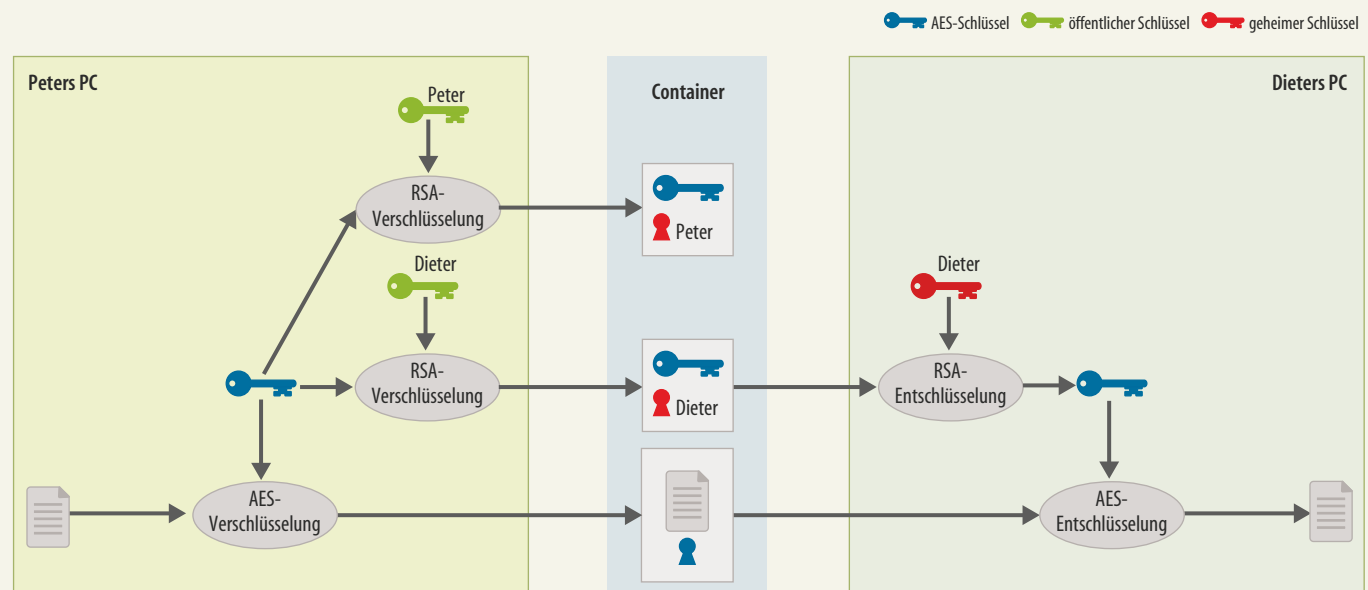 AES-Schlüssel öffentlicher Schlüssel geheimer Schlüssel
Peters PC
Container
Dieters PC
Peter
RSA-
Verschlüsselung
Peter
Dieter
RSA-
Verschlüsselung
Dieter
Dieter
RSA-
Entschlüsselung
AES-
Verschlüsselung
AES-
Entschlüsselung